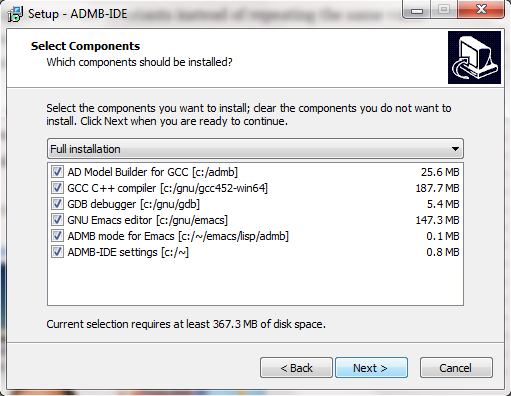 Setup - ADMB-IDE
Select Components
Which components should be installed?
Select the components you want to install; clear the components you do not want to
install. Click Next when you are ready to continue.
Full installation
AD Model Builder for GCC [c:/admb] 25.6 MB
GCC C++ compiler [c:/gnu/gcc452-win64] 187.7 MB
GDB debugger [c:/gnu/gdb] 5.4 MB
GNU Emacs editor [c:/gnu/emacs] 147.3 MB
ADMB mode for Emacs [c:/~/emacs/lisp/admb] 0.1 MB
ADMB-IDE settings [c:/~] 0.8 MB
Current selection requires at least 367.3 MB of disk space.
< Back Next > Cancel